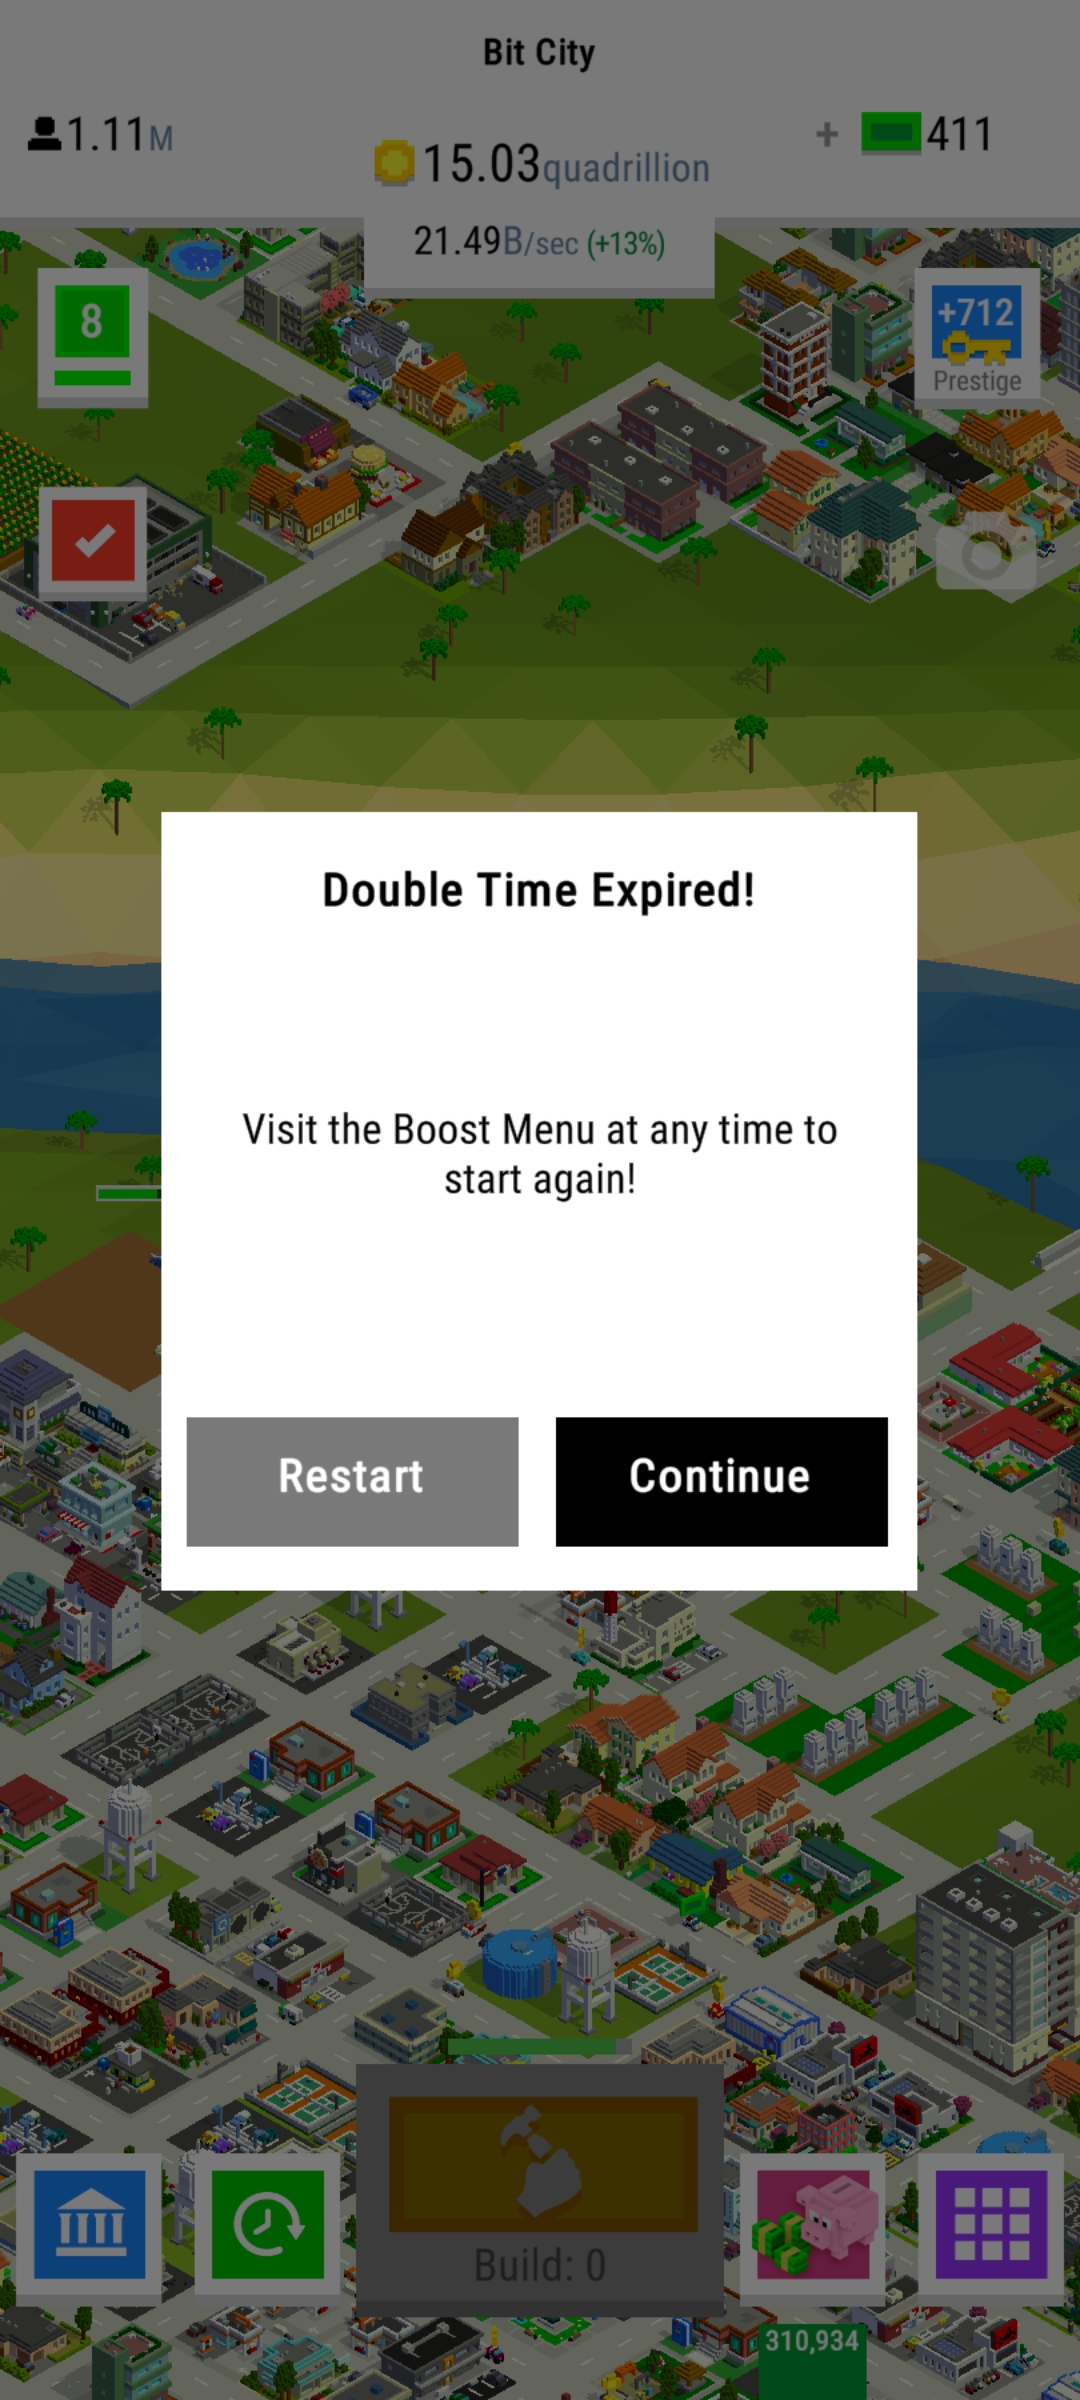 Bit City
1.11M
15.03quadrillion
+ 411
21.49B/sec (+13%)
8
+712
Prestige
Double Time Expired!
Visit the Boost Menu at any time to
start again!
Restart
Continue
Build: 0
310,934